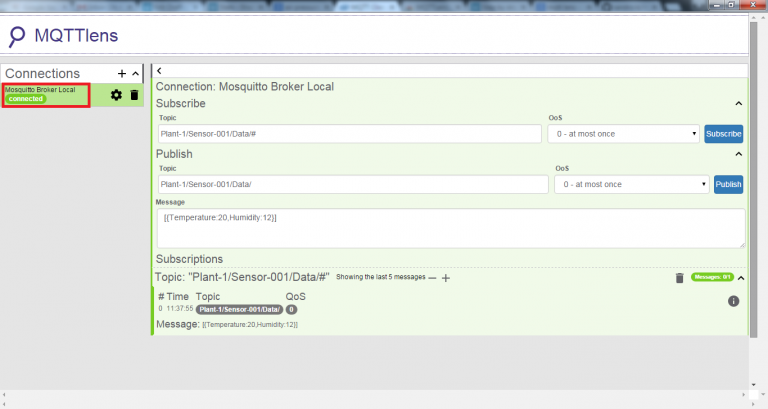 MQTTlens
Connections
Mosquitto Broker Local
connected
Connection: Mosquitto Broker Local
Subscribe
Topic QoS
Plant-1/Sensor-001/Data/# 0 - at most once Subscribe
Publish
Topic QoS
Plant-1/Sensor-001/Data/ 0 - at most once Publish
Message
[{Temperature:20,Humidity:12}]
Subscriptions
Topic: "Plant-1/Sensor-001/Data/#" Showing the last 5 messages — + Messages: 0/1
# Time Topic QoS
0 11:37:55 Plant-1/Sensor-001/Data/ 0
Message: [{Temperature:20,Humidity:12}]